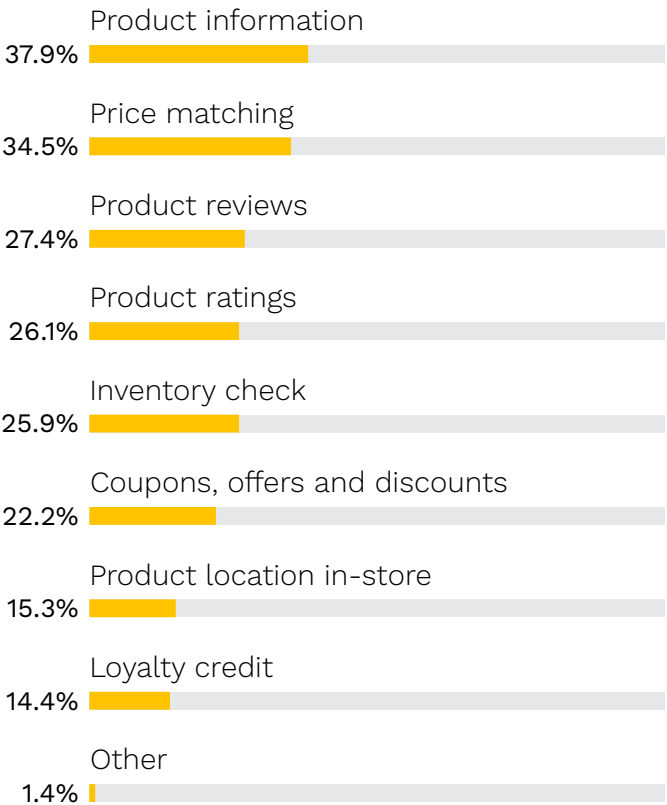 Product information
37.9%
Price matching
34.5%
Product reviews
27.4%
Product ratings
26.1%
Inventory check
25.9%
Coupons, offers and discounts
22.2%
Product location in-store
15.3%
Loyalty credit
14.4%
Other
1.4%